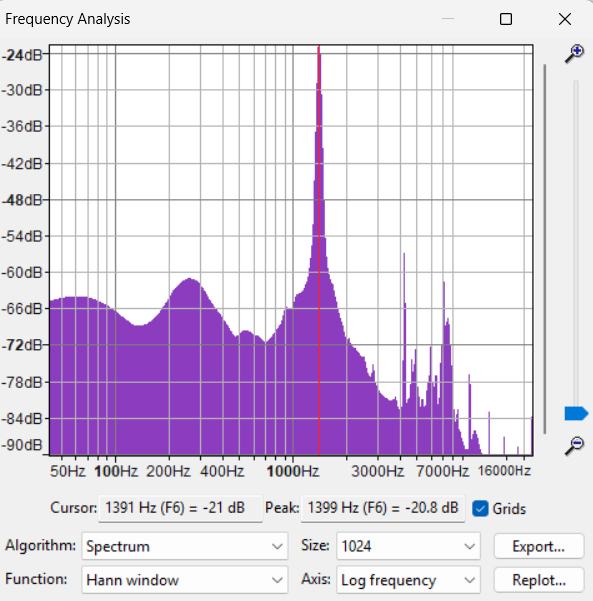 Frequency Analysis
-24dB
-30dB
-36dB
-42dB
-48dB
-54dB
-60dB
-66dB
-72dB
-78dB
-84dB
-90dB
50Hz 100Hz 200Hz 400Hz 1000Hz 3000Hz 7000Hz 16000Hz
Cursor: 1391 Hz (F6) = -21 dB Peak: 1399 Hz (F6) = -20.8 dB Grids
Algorithm: Spectrum Size: 1024 Export...
Function: Hann window Axis: Log frequency Replot...